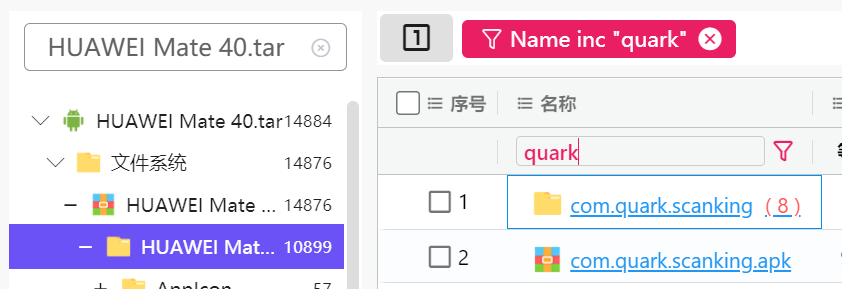 HUAWEI Mate 40.tar
HUAWEI Mate 40.tar 14884
文件系统 14876
HUAWEI Mate ... 14876
HUAWEI Mat... 10899
AppIcon 57
1
Name inc "quark"
序号 名称
quark
1 com.quark.scanking (8)
2 com.quark.scanking.apk